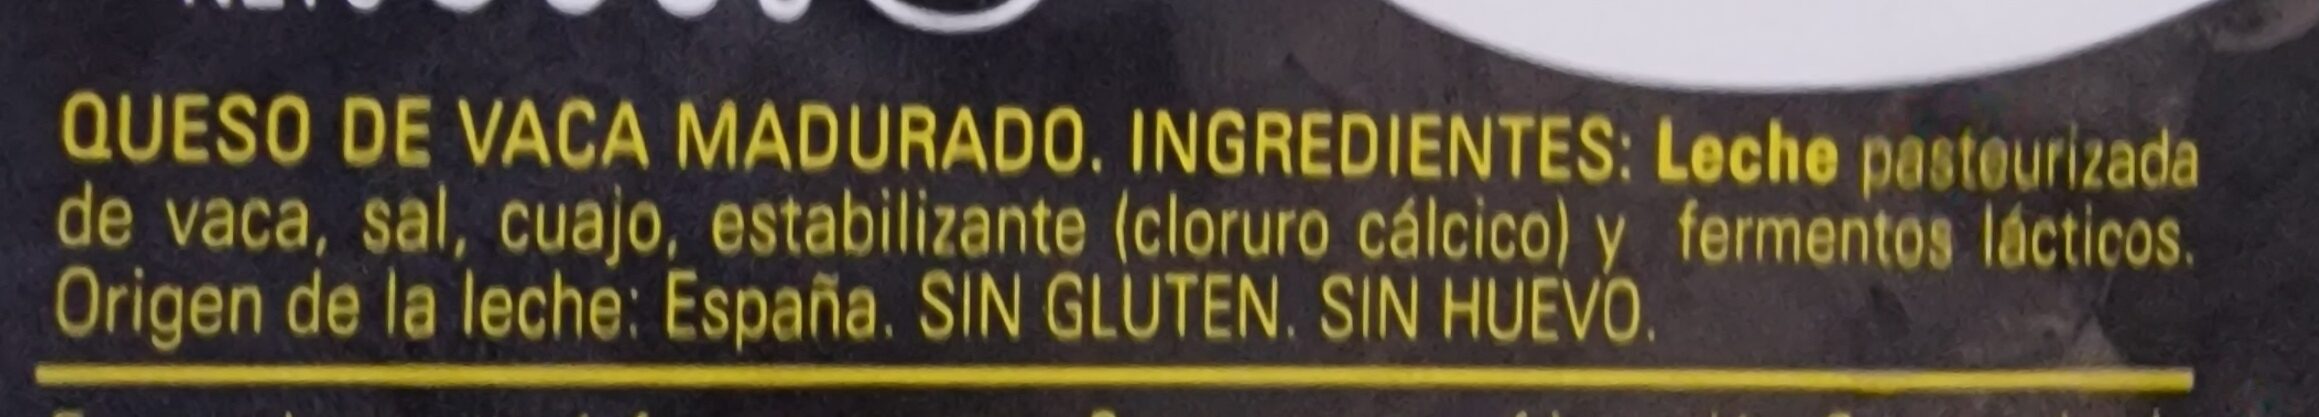 QUESO DE VACA MADURADO. INGREDIENTES: Leche pasteurizada
de vaca, sal, cuajo, estabilizante (cloruro cálcico) y fermentos lácticos.
Origen de la leche: España. SIN GLUTEN. SIN HUEVO.